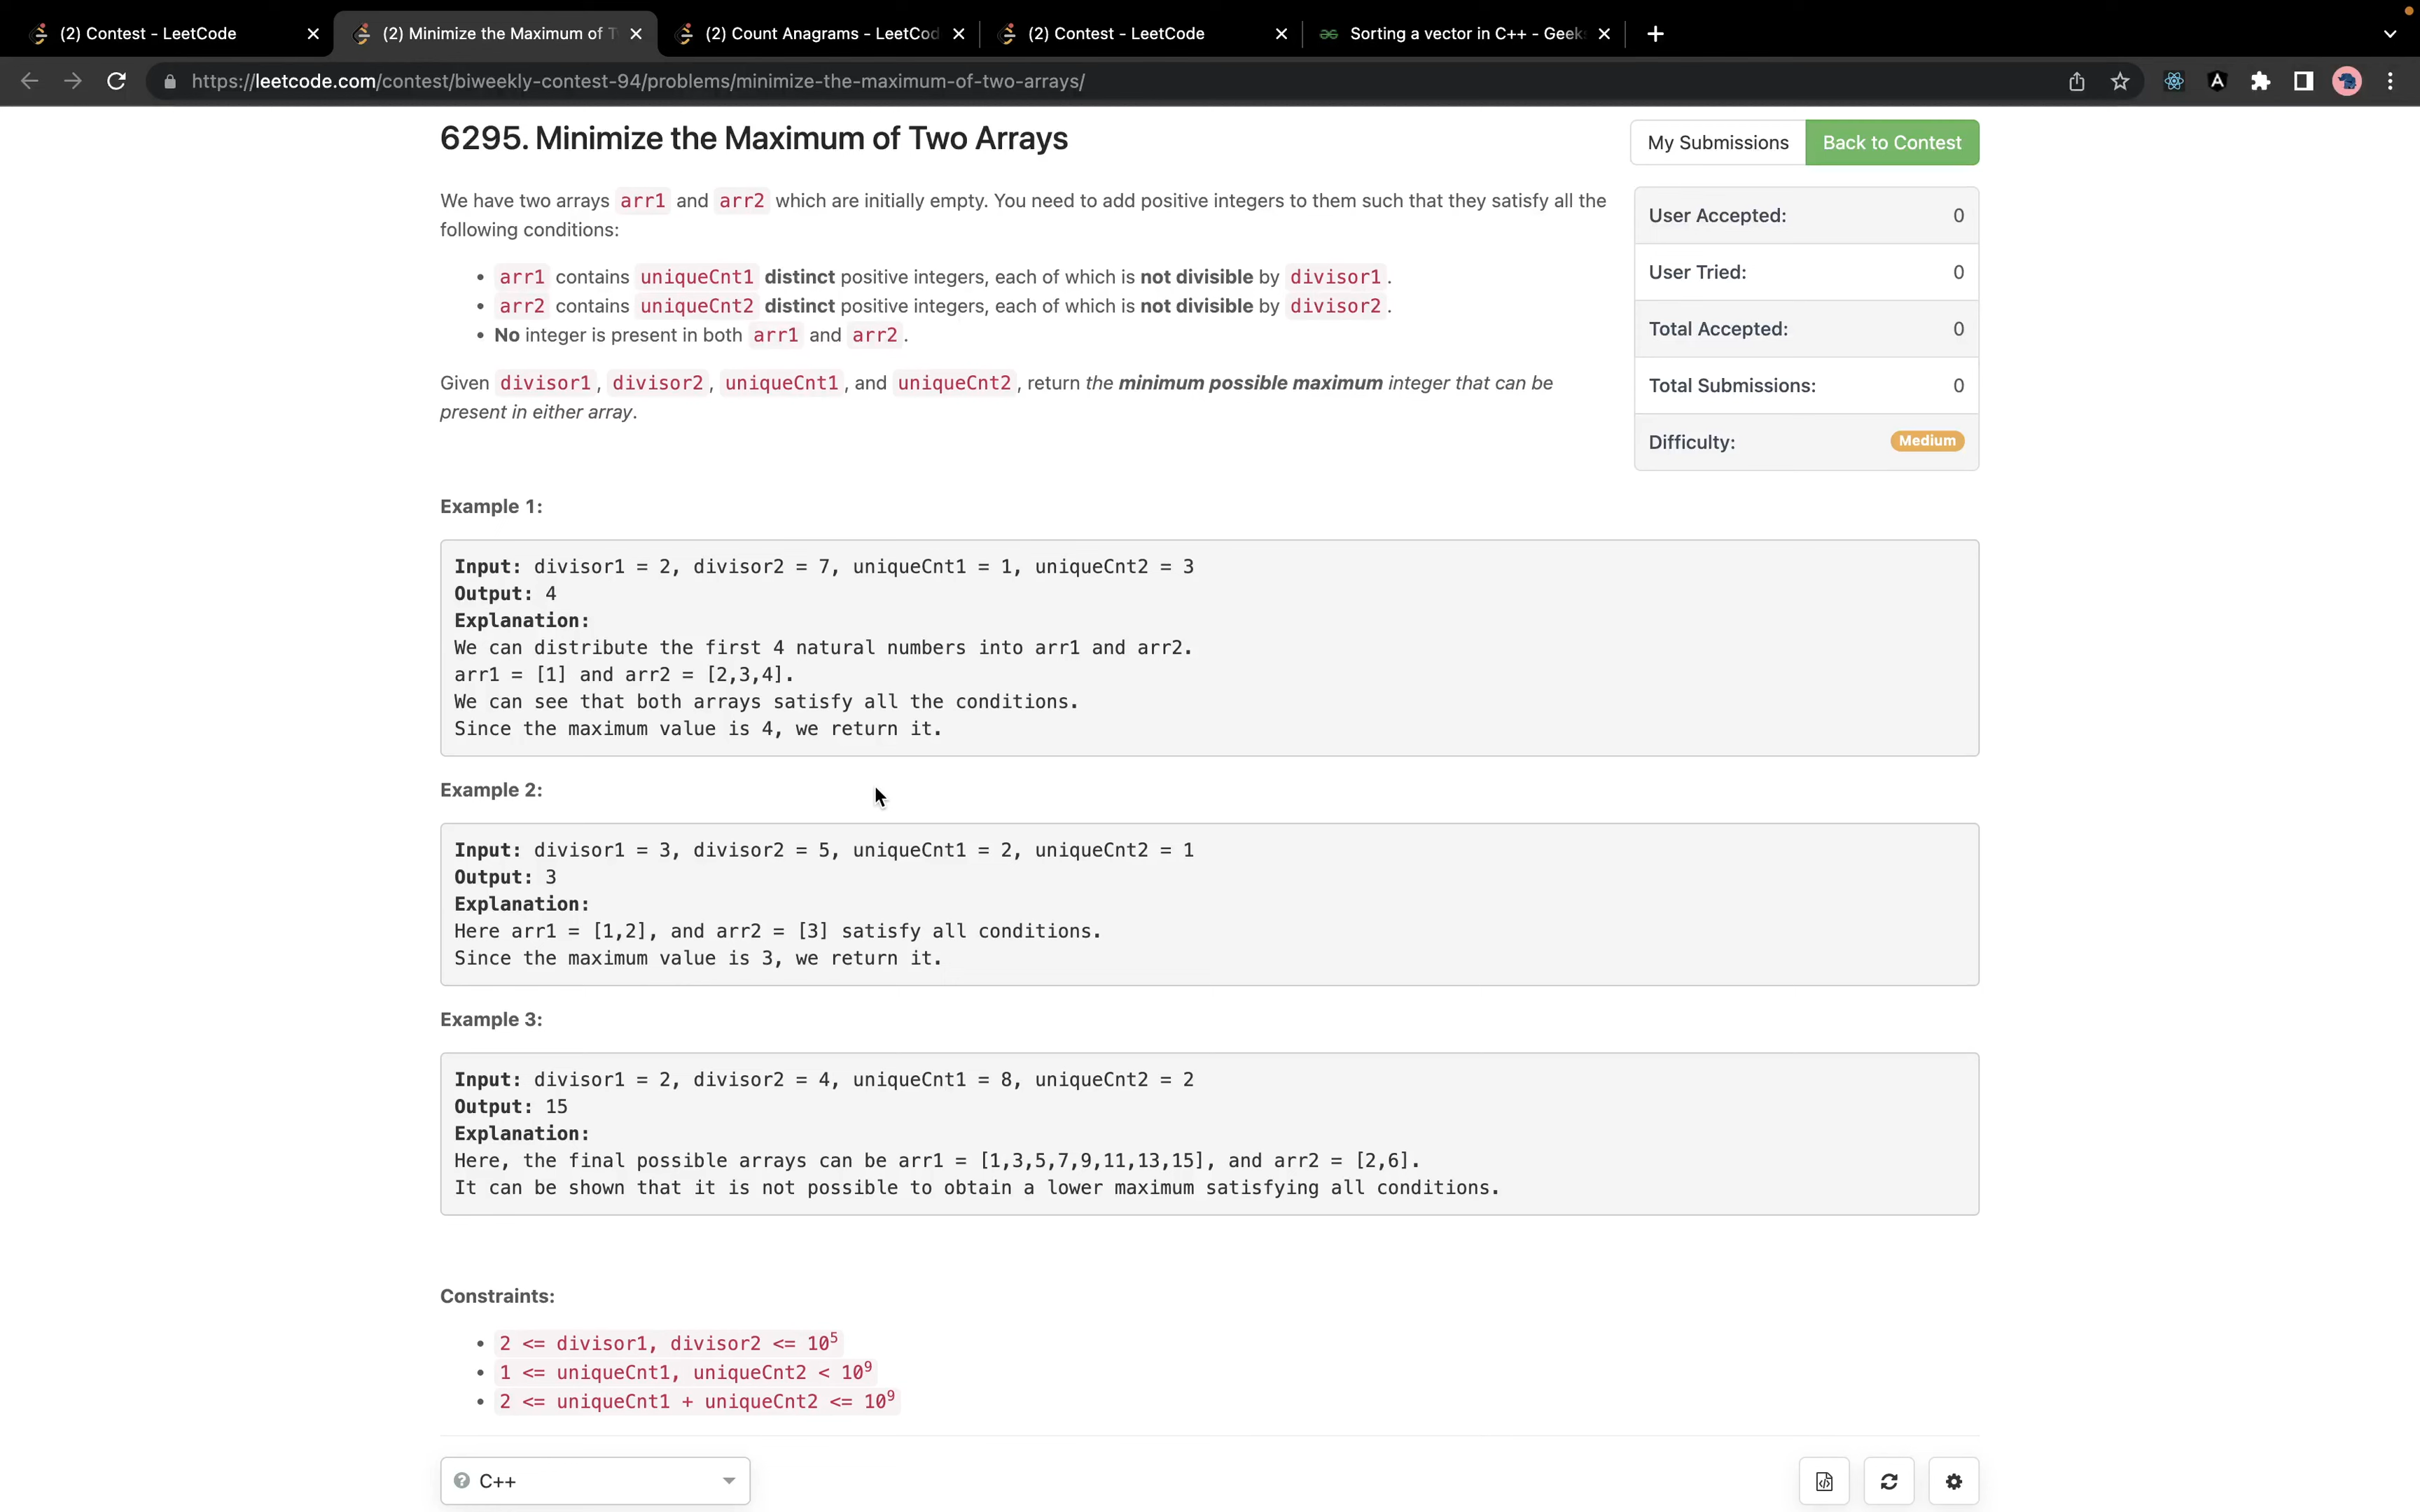 (2) Contest - LeetCode
(2) Minimize the Maximum of T
(2) Count Anagrams - LeetCod
(2) Contest - LeetCode
Sorting a vector in C++ - Geek
https://leetcode.com/contest/biweekly-contest-94/problems/minimize-the-maximum-of-two-arrays/
6295. Minimize the Maximum of Two Arrays
My Submissions
Back to Contest
We have two arrays arr1 and arr2 which are initially empty. You need to add positive integers to them such that they satisfy all the
following conditions:
• arr1 contains uniqueCnt1 distinct positive integers, each of which is not divisible by divisor1.
• arr2 contains uniqueCnt2 distinct positive integers, each of which is not divisible by divisor2.
• No integer is present in both arr1 and arr2.
Given divisor1, divisor2, uniqueCnt1, and uniqueCnt2, return the minimum possible maximum integer that can be
present in either array.
User Accepted: 0
User Tried: 0
Total Accepted: 0
Total Submissions: 0
Difficulty: Medium
Example 1:
Input: divisor1 = 2, divisor2 = 7, uniqueCnt1 = 1, uniqueCnt2 = 3
Output: 4
Explanation:
We can distribute the first 4 natural numbers into arr1 and arr2.
arr1 = [1] and arr2 = [2,3,4].
We can see that both arrays satisfy all the conditions.
Since the maximum value is 4, we return it.
Example 2:
Input: divisor1 = 3, divisor2 = 5, uniqueCnt1 = 2, uniqueCnt2 = 1
Output: 3
Explanation:
Here arr1 = [1,2], and arr2 = [3] satisfy all conditions.
Since the maximum value is 3, we return it.
Example 3:
Input: divisor1 = 2, divisor2 = 4, uniqueCnt1 = 8, uniqueCnt2 = 2
Output: 15
Explanation:
Here, the final possible arrays can be arr1 = [1,3,5,7,9,11,13,15], and arr2 = [2,6].
It can be shown that it is not possible to obtain a lower maximum satisfying all conditions.
Constraints:
• 2 <= divisor1, divisor2 <= 10⁵
• 1 <= uniqueCnt1, uniqueCnt2 < 10⁹
• 2 <= uniqueCnt1 + uniqueCnt2 <= 10⁹
C++